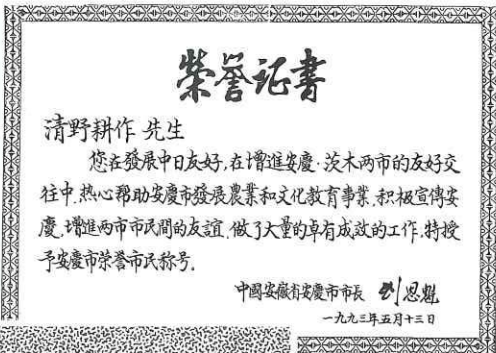 荣誉证書
清野耕作 先生
您在發展中日友好,在增進安慶·茨木两市的友好交
往中,热心帮助安慶市發展農業和文化教育事業,积极宣傳安
慶,增進两市市民間的友誼,做了大量的卓有成效的工作,特授
予安慶市荣誉市民称号。
中國安徽省安慶市市長 刘思魁
一九九三年五月十三日